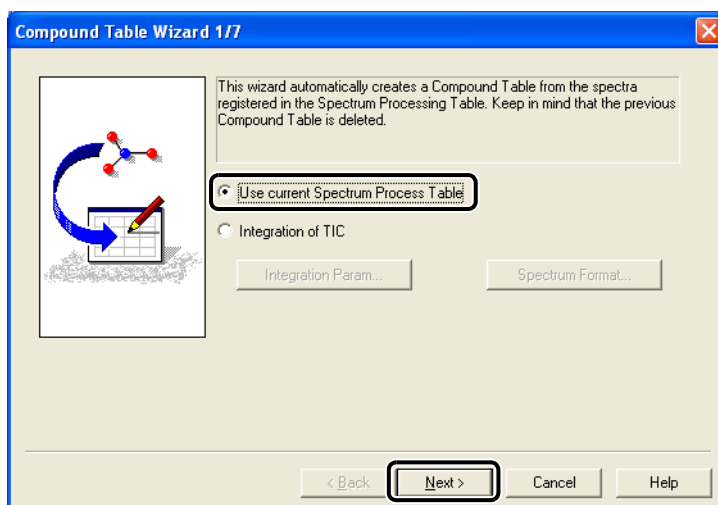 Compound Table Wizard 1/7
This wizard automatically creates a Compound Table from the spectra
registered in the Spectrum Processing Table. Keep in mind that the previous
Compound Table is deleted.
Use current Spectrum Process Table
Integration of TIC
Integration Param...
Spectrum Format...
< Back
Next >
Cancel
Help